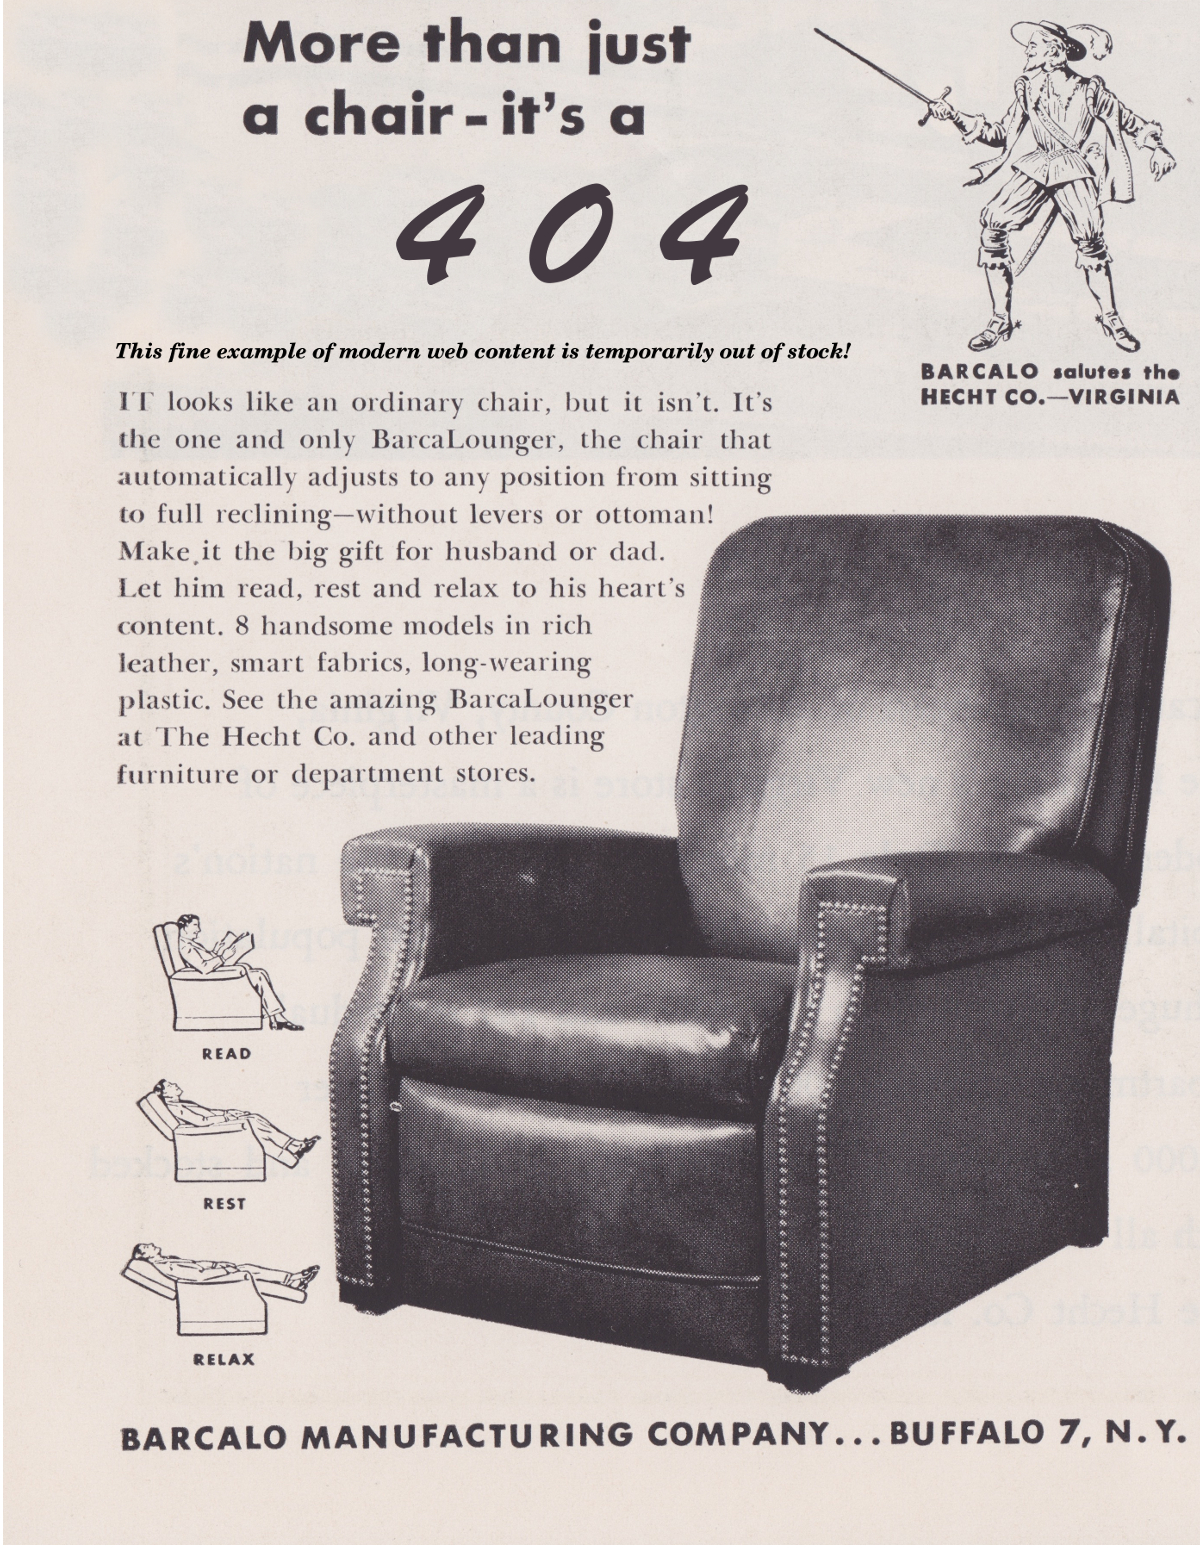 More than just
a chair - it's a
404
This fine example of modern web content is temporarily out of stock!
BARCALO salutes the
HECHT CO.—VIRGINIA
IT looks like an ordinary chair, but it isn't. It's
the one and only BarcaLounger, the chair that
automatically adjusts to any position from sitting
to full reclining—without levers or ottoman!
Make it the big gift for husband or dad.
Let him read, rest and relax to his heart's
content. 8 handsome models in rich
leather, smart fabrics, long-wearing
plastic. See the amazing BarcaLounger
at The Hecht Co. and other leading
furniture or department stores.
READ
REST
RELAX
BARCALO MANUFACTURING COMPANY...BUFFALO 7, N.Y.